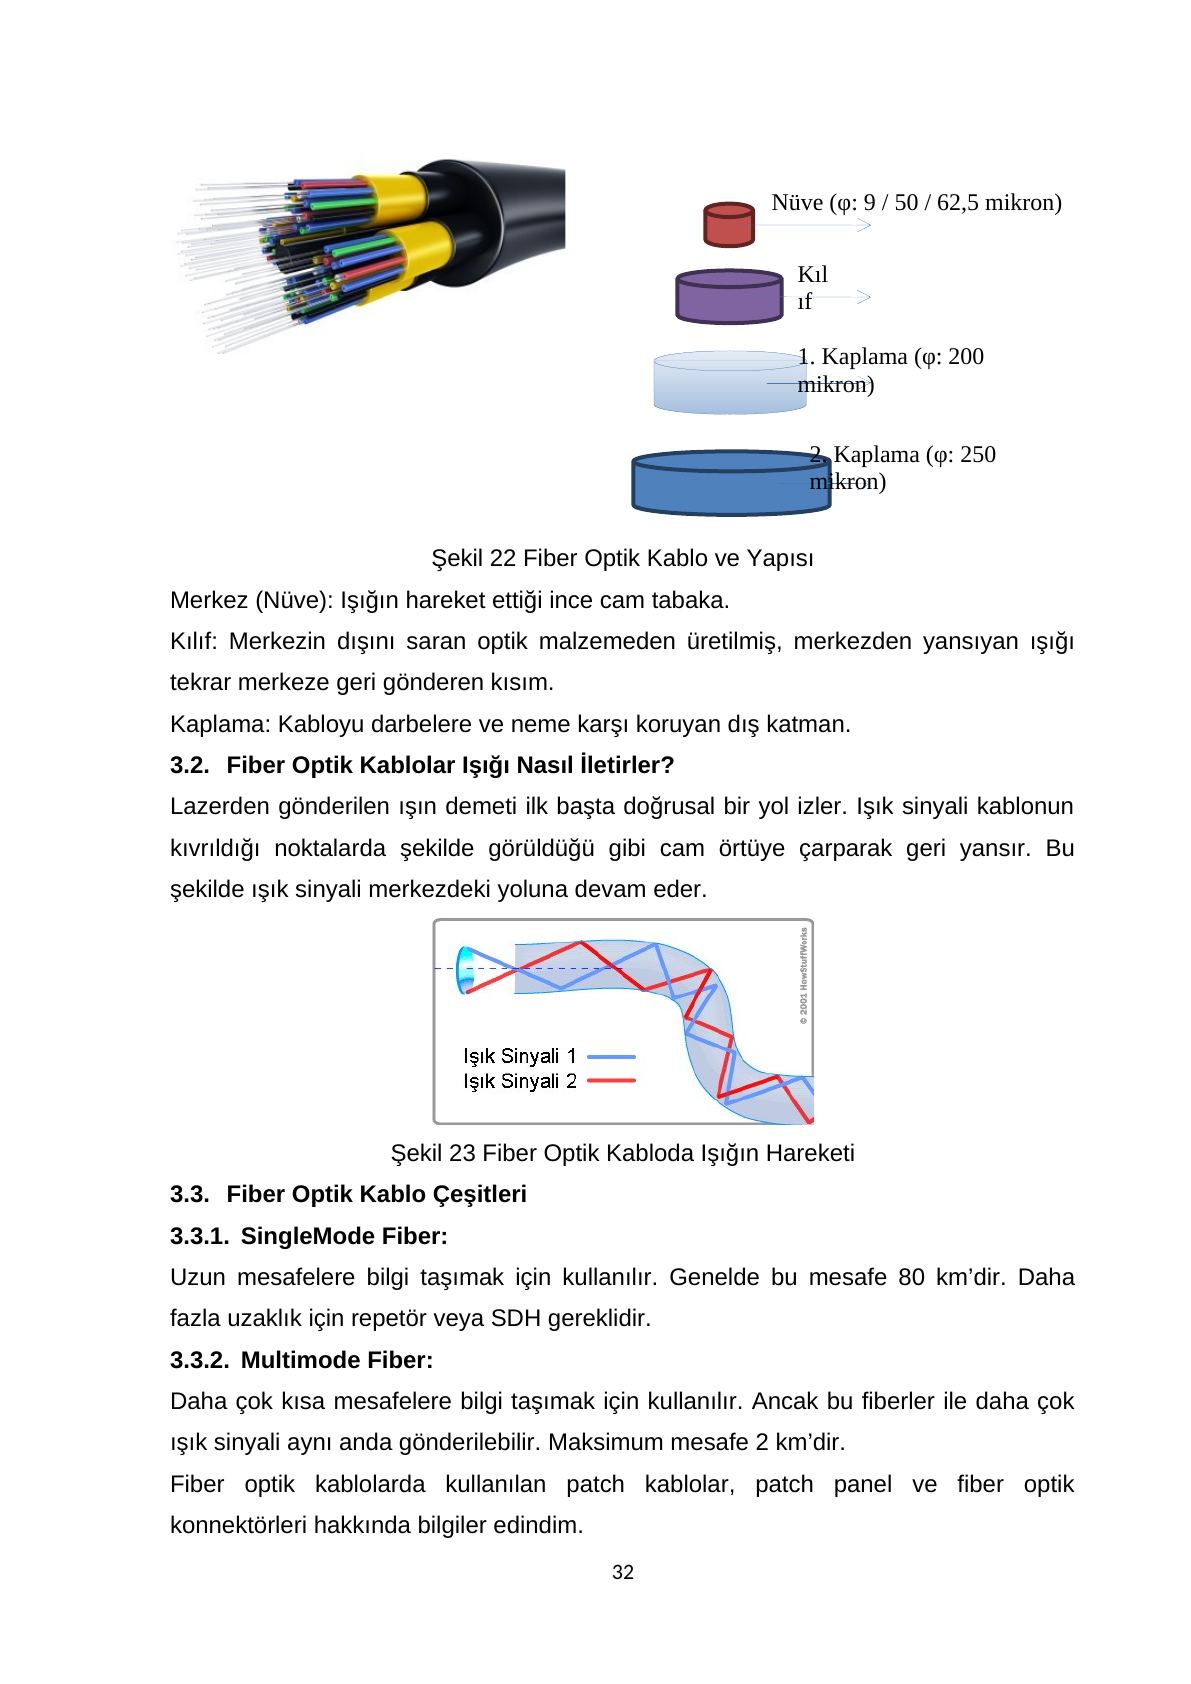 Nüve (φ: 9 / 50 / 62,5 mikron)
Kıl
ıf
1. Kaplama (φ: 200
mikron)
2. Kaplama (φ: 250
mikron)
Şekil 22 Fiber Optik Kablo ve Yapısı
Merkez (Nüve): Işığın hareket ettiği ince cam tabaka.
Kılıf: Merkezin dışını saran optik malzemeden üretilmiş, merkezden yansıyan ışığı
tekrar merkeze geri gönderen kısım.
Kaplama: Kabloyu darbelere ve neme karşı koruyan dış katman.
3.2. Fiber Optik Kablolar Işığı Nasıl İletirler?
Lazerden gönderilen ışın demeti ilk başta doğrusal bir yol izler. Işık sinyali kablonun
kıvrıldığı noktalarda şekilde görüldüğü gibi cam örtüye çarparak geri yansır. Bu
şekilde ışık sinyali merkezdeki yoluna devam eder.
© 2001 HowStuffWorks
Işık Sinyali 1
Işık Sinyali 2
Şekil 23 Fiber Optik Kabloda Işığın Hareketi
3.3. Fiber Optik Kablo Çeşitleri
3.3.1. SingleMode Fiber:
Uzun mesafelere bilgi taşımak için kullanılır. Genelde bu mesafe 80 km’dir. Daha
fazla uzaklık için repetör veya SDH gereklidir.
3.3.2. Multimode Fiber:
Daha çok kısa mesafelere bilgi taşımak için kullanılır. Ancak bu fiberler ile daha çok
ışık sinyali aynı anda gönderilebilir. Maksimum mesafe 2 km’dir.
Fiber optik kablolarda kullanılan patch kablolar, patch panel ve fiber optik
konnektörleri hakkında bilgiler edindim.
32